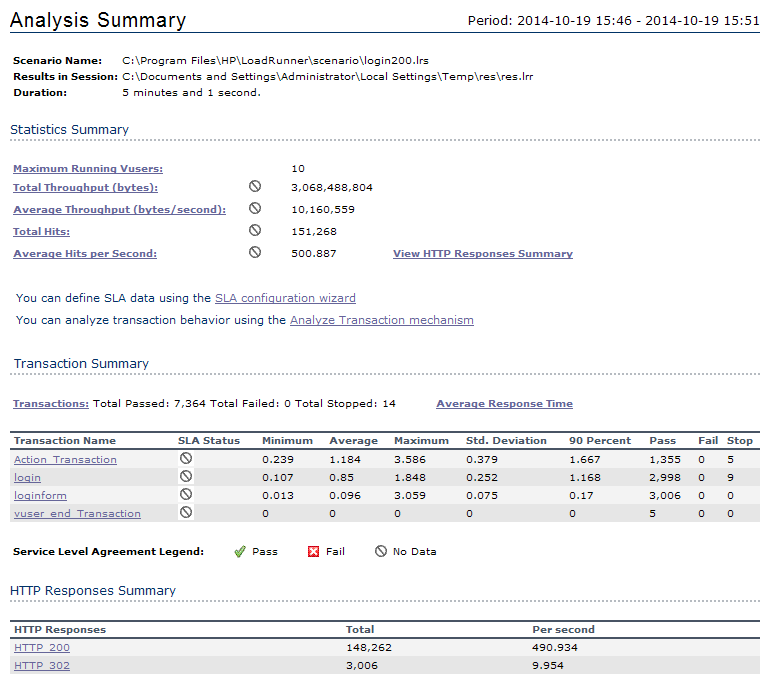 Analysis Summary Period: 2014-10-19 15:46 - 2014-10-19 15:51
Scenario Name: C:\Program Files\HP\LoadRunner\scenario\login200.lrs
Results in Session: C:\Documents and Settings\Administrator\Local Settings\Temp\res\res.lrr
Duration: 5 minutes and 1 second.
Statistics Summary
Maximum Running Vusers: 10
Total Throughput (bytes): 3,068,488,804
Average Throughput (bytes/second): 10,160,559
Total Hits: 151,268
Average Hits per Second: 500.887 View HTTP Responses Summary
You can define SLA data using the SLA configuration wizard
You can analyze transaction behavior using the Analyze Transaction mechanism
Transaction Summary
Transactions: Total Passed: 7,364 Total Failed: 0 Total Stopped: 14 Average Response Time
Transaction Name SLA Status Minimum Average Maximum Std. Deviation 90 Percent Pass Fail Stop
Action_Transaction 0.239 1.184 3.586 0.379 1.667 1,355 0 5
login 0.107 0.85 1.848 0.252 1.168 2,998 0 9
loginform 0.013 0.096 3.059 0.075 0.17 3,006 0 0
vuser_end_Transaction 0 0 0 0 0 5 0 0
Service Level Agreement Legend: Pass Fail No Data
HTTP Responses Summary
HTTP Responses Total Per second
HTTP_200 148,262 490.934
HTTP_302 3,006 9.954